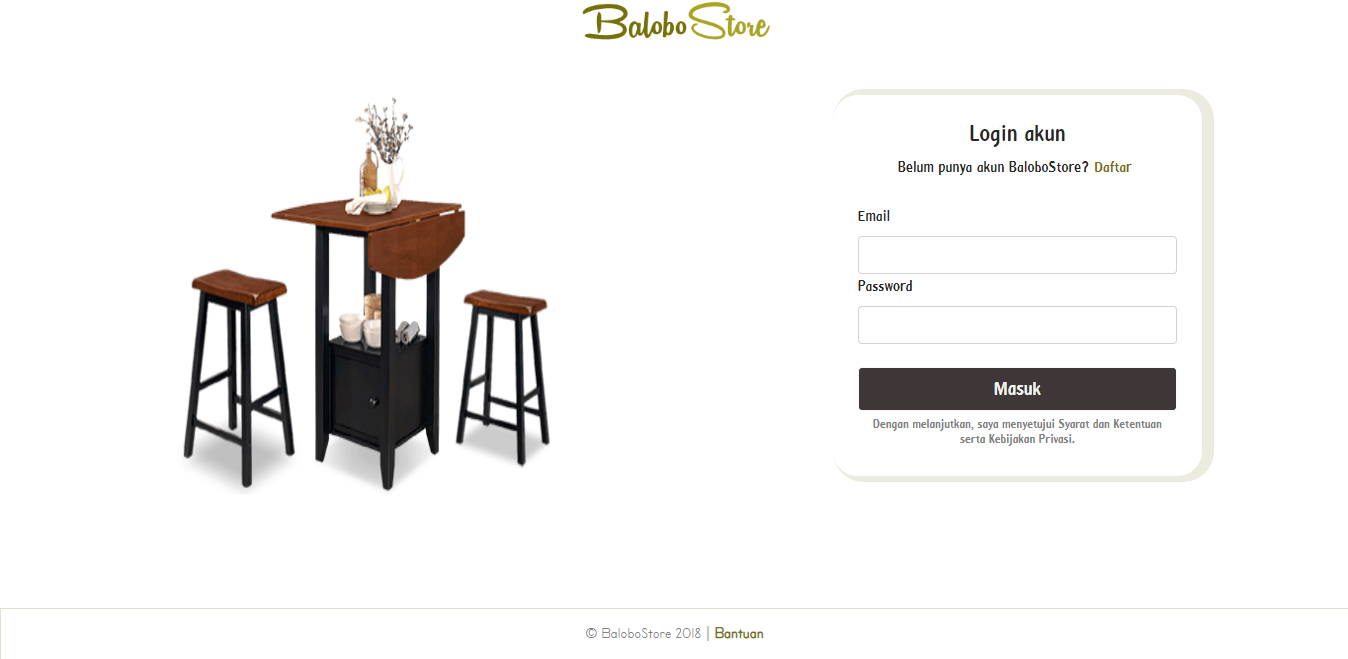 BaloboStore
Login akun
Belum punya akun BaloboStore? Daftar
Email
Password
Masuk
Dengan melanjutkan, saya menyetujui Syarat dan Ketentuan
serta Kebijakan Privasi.
© BaloboStore 2018 | Bantuan